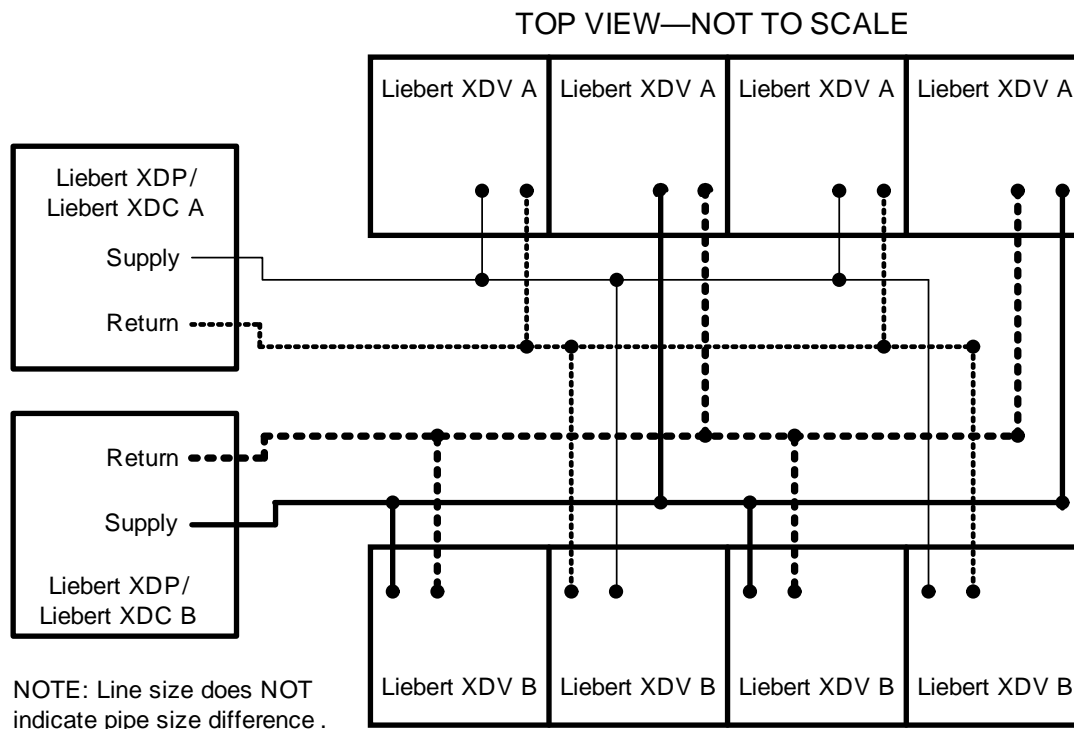 TOP VIEW—NOT TO SCALE
Liebert XDV A
Liebert XDV A
Liebert XDV A
Liebert XDV A
Liebert XDP/
Liebert XDC A
Supply
Return
Return
Supply
Liebert XDP/
Liebert XDC B
Liebert XDV B
Liebert XDV B
Liebert XDV B
Liebert XDV B
NOTE: Line size does NOT
indicate pipe size difference .